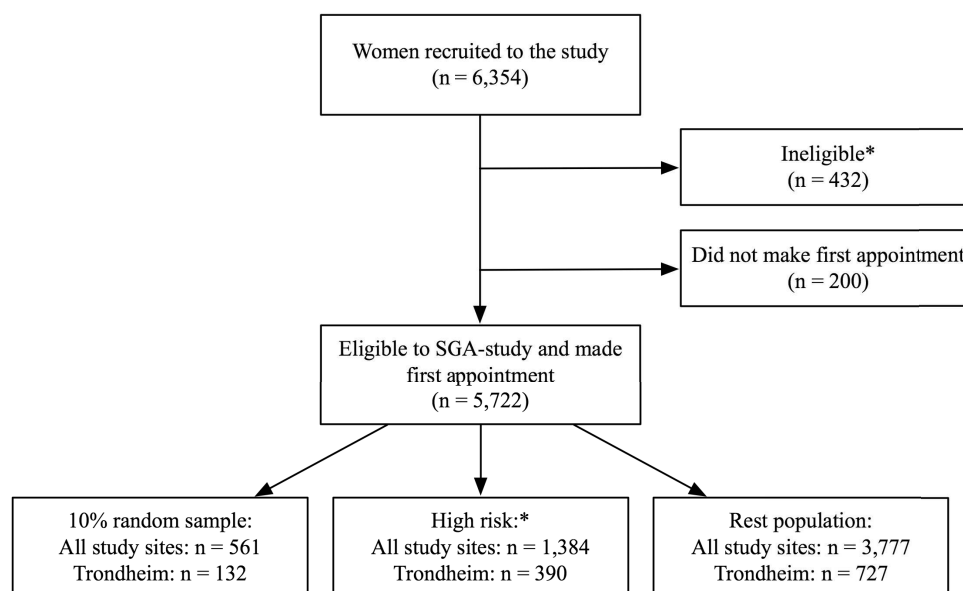 Women recruited to the study
(n = 6,354)
Ineligible*
(n = 432)
Did not make first appointment
(n = 200)
Eligible to SGA-study and made
first appointment
(n = 5,722)
10% random sample:
All study sites: n = 561
Trondheim: n = 132
High risk:*
All study sites: n = 1,384
Trondheim: n = 390
Rest population:
All study sites: n = 3,777
Trondheim: n = 727